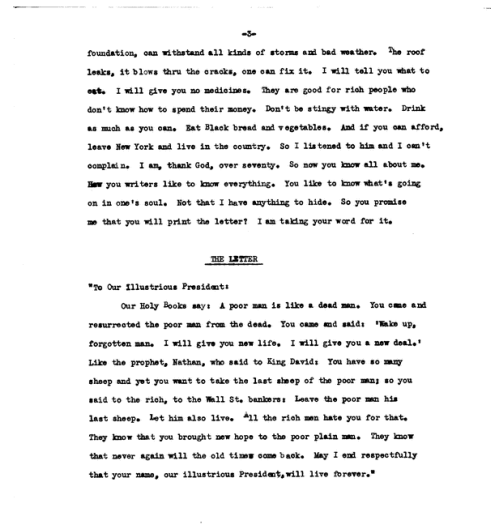 -3-
foundation, can withstand all kinds of storms and bad weather. The roof
leaks, it blows thru the cracks, one can fix it. I will tell you what to
eat. I will give you no medicines. They are good for rich people who
don't know how to spend their money. Don't be stingy with water. Drink
as much as you can. Eat Black bread and vegetables. And if you can afford,
leave New York and live in the country. So I listened to him and I can't
complain. I am, thank God, over seventy. So now you know all about me.
How you writers like to know everything. You like to know what's going
on in one's soul. Not that I have anything to hide. So you promise
me that you will print the letter? I am taking your word for it.
THE LETTER
"To Our illustrious President:
Our Holy Books say: A poor man is like a dead man. You came and
resurrected the poor man from the dead. You came and said: 'Wake up,
forgotten man. I will give you new life. I will give you a new deal.'
Like the prophet, Nathan, who said to King David: You have so many
sheep and yet you want to take the last sheep of the poor man; so you
said to the rich, to the Wall St. bankers: Leave the poor man his
last sheep. Let him also live. All the rich men hate you for that.
They know that you brought new hope to the poor plain man. They know
that never again will the old times come back. May I end respectfully
that your name, our illustrious President, will live forever."